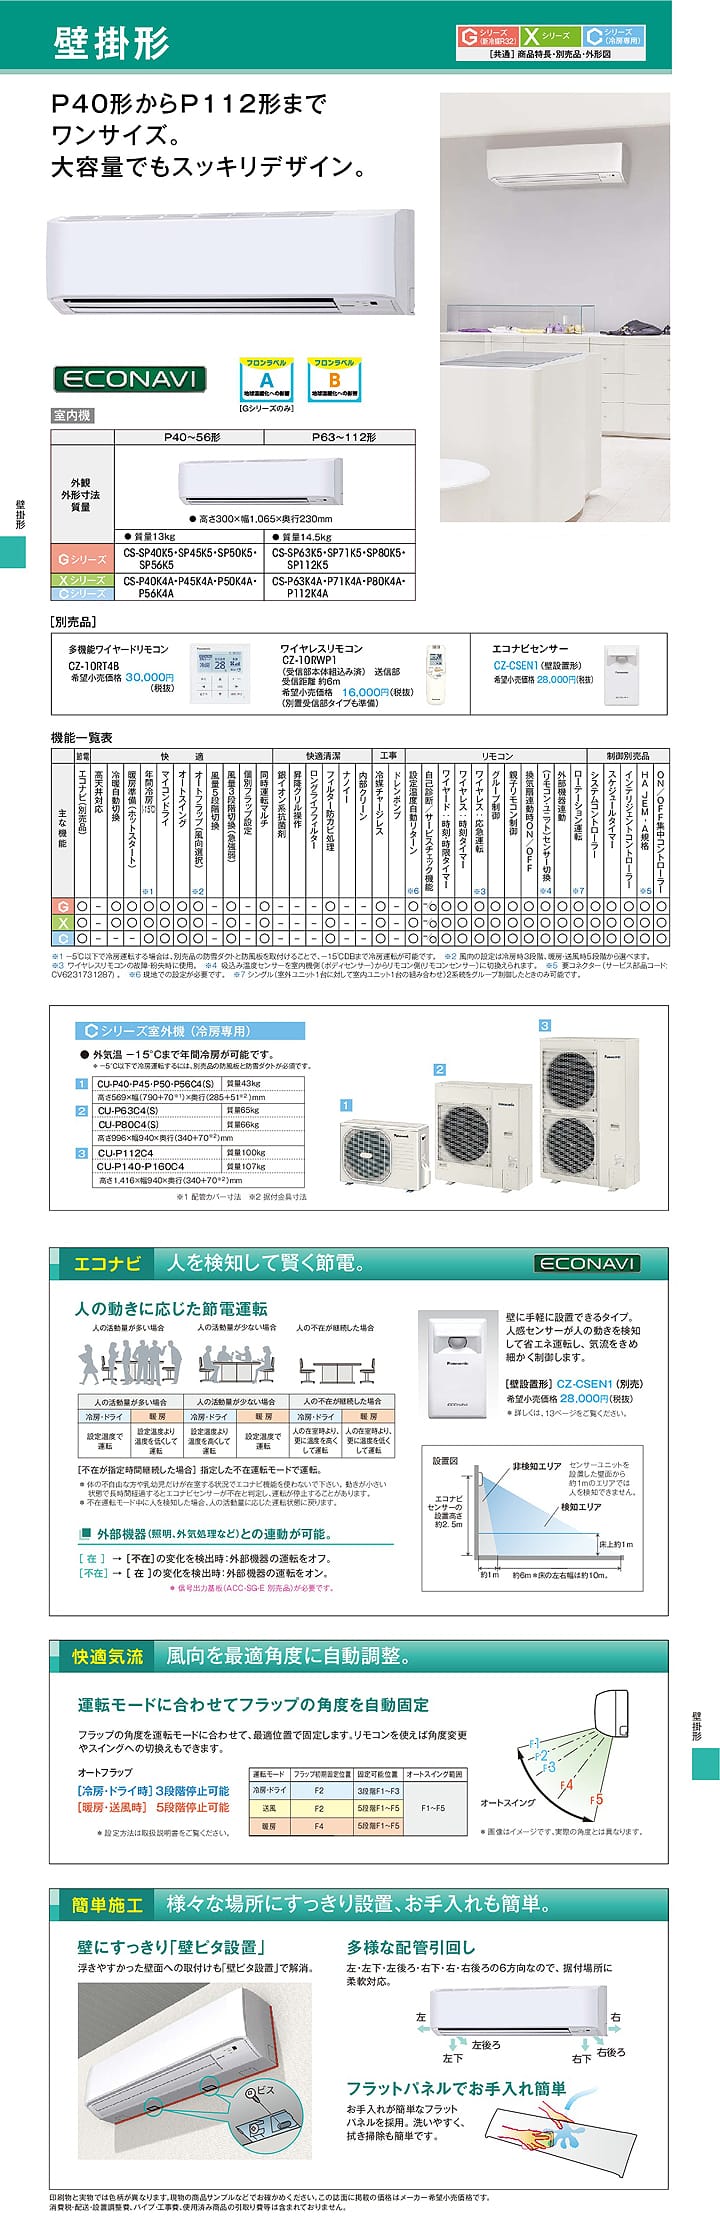 壁掛形
Gシリーズ(新冷媒R32)
Xシリーズ
Cシリーズ(冷房専用)
[共通] 商品特長・別売品・外形図
P40形からP112形まで
ワンサイズ。
大容量でもスッキリデザイン。
ECONAVI
フロンラベル
A
地球温暖化への影響
[Gシリーズのみ]
フロンラベル
B
地球温暖化への影響
室内機
P40〜56形 P63〜112形
外観
外形寸法
質量
● 高さ300×幅1,065×奥行230mm
● 質量13kg ● 質量14.5kg
Gシリーズ
CS-SP40K5・SP45K5・SP50K5・
SP56K5
CS-SP63K5・SP71K5・SP80K5・
SP112K5
Xシリーズ
Cシリーズ
CS-P40K4A・P45K4A・P50K4A・
P56K4A
CS-P63K4A・P71K4A・P80K4A・
P112K4A
壁掛形
[別売品]
多機能ワイヤードリモコン
CZ-10RT4B
希望小売価格 30,000円
(税抜)
ワイヤレスリモコン
CZ-10RWP1
(受信部本体組込み済) 送信部
受信距離 約6m
希望小売価格 16,000円(税抜)
(別置受信部タイプも準備)
エコナビセンサー
CZ-CSEN1(壁設置形)
希望小売価格 28,000円(税抜)
機能一覧表
節電 快適 快適清潔 工事 リモコン 制御別売品
主な機能
エコナビ(別売品)
高天井対応
冷暖自動切換
暖房準備(ホットスタート)
年間冷房 -15℃ ※1
マイコンドライ
オートスイング
オートフラップ(風向選択) ※2
風量5段階切換
風量3段階切換(急強弱)
個別フラップ設定
同時運転マルチ
銀イオン系抗菌剤
昇降グリル操作
ロングライフフィルター
フィルター防カビ処理
ナノイー
内部クリーン
冷媒チャージレス
ドレンポンプ
設定温度自動リターン ※6
自己診断/サービスチェック機能
ワイヤード:時刻・時限タイマー
ワイヤレス:時刻タイマー
ワイヤレス:応急運転 ※3
グループ制御
親子リモコン制御
換気扇連動時ON/OFF
(リモコン・ユニット)センサー切換 ※4
外部機器連動
ローテーション運転 ※7
システムコントローラー
スケジュールタイマー
インテリジェントコントローラー
HA JEM・A規格 ※5
ON/OFF集中コントローラー
G
X
C
※1 −5℃以下で冷房運転する場合は、別売品の防雪ダクトと防風板を取付けることで、−15℃DBまで冷房運転が可能です。 ※2 風向の設定は冷房時3段階、暖房・送風時5段階から選べます。
※3 ワイヤレスリモコンの故障・紛失時に使用。 ※4 吸込み温度センサーを室内機側(ボディセンサー)からリモコン側(リモコンセンサー)に切換えられます。 ※5 要コネクター(サービス部品コード:
CV6231731287)。 ※6 現地での設定が必要です。 ※7 シングル(室外ユニット1台に対して室内ユニット1台の組み合わせ)2系統をグループ制御したときのみ可能です。
Cシリーズ室外機(冷房専用)
● 外気温 −15℃まで年間冷房が可能です。
＊−5℃以下で冷房運転するには、別売品の防風板と防雪ダクトが必須です。
1 CU-P40・P45・P50・P56C4(S) 質量43kg
高さ569×幅(790+70※1)×奥行(285+51※2)mm
2 CU-P63C4(S) 質量65kg
CU-P80C4(S) 質量66kg
高さ996×幅940×奥行(340+70※2)mm
3 CU-P112C4 質量100kg
CU-P140・P160C4 質量107kg
高さ1,416×幅940×奥行(340+70※2)mm
※1 配管カバー寸法 ※2 据付金具寸法
1
2
3
エコナビ 人を検知して賢く節電。 ECONAVI
人の動きに応じた節電運転
人の活動量が多い場合 人の活動量が少ない場合 人の不在が継続した場合
人の活動量が多い場合 人の活動量が少ない場合 人の不在が継続した場合
冷房・ドライ 暖房 冷房・ドライ 暖房 冷房・ドライ 暖房
設定温度で運転
設定温度より温度を低くして運転
設定温度より温度を高くして運転
設定温度で運転
人の在室時より、更に温度を高くして運転
人の在室時より、更に温度を低くして運転
[不在が指定時間継続した場合] 指定した不在運転モードで運転。
＊ 体の不自由な方や乳幼児だけが在室する状況でエコナビ機能を使わないで下さい。動きが小さい
状態で長時間経過するとエコナビセンサーが不在と判定し、運転が停止することがあります。
＊ 不在運転モード中に人を検知した場合、人の活動量に応じた運転状態に戻ります。
外部機器(照明、外気処理など)との連動が可能。
[ 在 ] → [不在]の変化を検出時:外部機器の運転をオフ。
[不在] → [ 在 ]の変化を検出時:外部機器の運転をオン。
＊ 信号出力基板(ACC-SG-E 別売品)が必要です。
Panasonic
ECONAVI
壁に手軽に設置できるタイプ。
人感センサーが人の動きを検知
して省エネ運転し、気流をきめ
細かく制御します。
[壁設置形] CZ-CSEN1(別売)
希望小売価格 28,000円(税抜)
＊ 詳しくは、13ページをご覧ください。
設置図
非検知エリア
センサーユニットを
設置した壁面から
約1mのエリアでは
人を検知できません。
エコナビ
センサーの
設置高さ
約2.5m
検知エリア
床上約1m
約1m 約6m ＊床の左右幅は約10m。
快適気流 風向を最適角度に自動調整。
運転モードに合わせてフラップの角度を自動固定
フラップの角度を運転モードに合わせて、最適位置で固定します。リモコンを使えば角度変更
やスイングへの切換えもできます。
オートフラップ
[冷房・ドライ時] 3段階停止可能
[暖房・送風時] 5段階停止可能
＊ 設定方法は取扱説明書をご覧ください。
運転モード フラップ初期固定位置 固定可能位置 オートスイング範囲
冷房・ドライ F2 3段階F1〜F3
送風 F2 5段階F1〜F5 F1〜F5
暖房 F4 5段階F1〜F5
F1
F2
F3
F4
F5
オートスイング
＊ 画像はイメージです、実際の角度とは異なります。
壁掛形
簡単施工 様々な場所にすっきり設置、お手入れも簡単。
壁にすっきり「壁ピタ設置」
浮きやすかった壁面への取付けも「壁ピタ設置」で解消。
ビス
多様な配管引回し
左・左下・左後ろ・右下・右・右後ろの6方向なので、据付場所に
柔軟対応。
左 右
左後ろ 右後ろ
左下 右下
フラットパネルでお手入れ簡単
お手入れが簡単なフラット
パネルを採用。洗いやすく、
拭き掃除も簡単です。
印刷物と実物では色柄が異なります。現物の商品サンプルなどでお確かめください。この誌面に掲載の価格はメーカー希望小売価格です。
消費税・配送・設置調整費、パイプ・工事費、使用済み商品の引取り費等は含まれておりません。